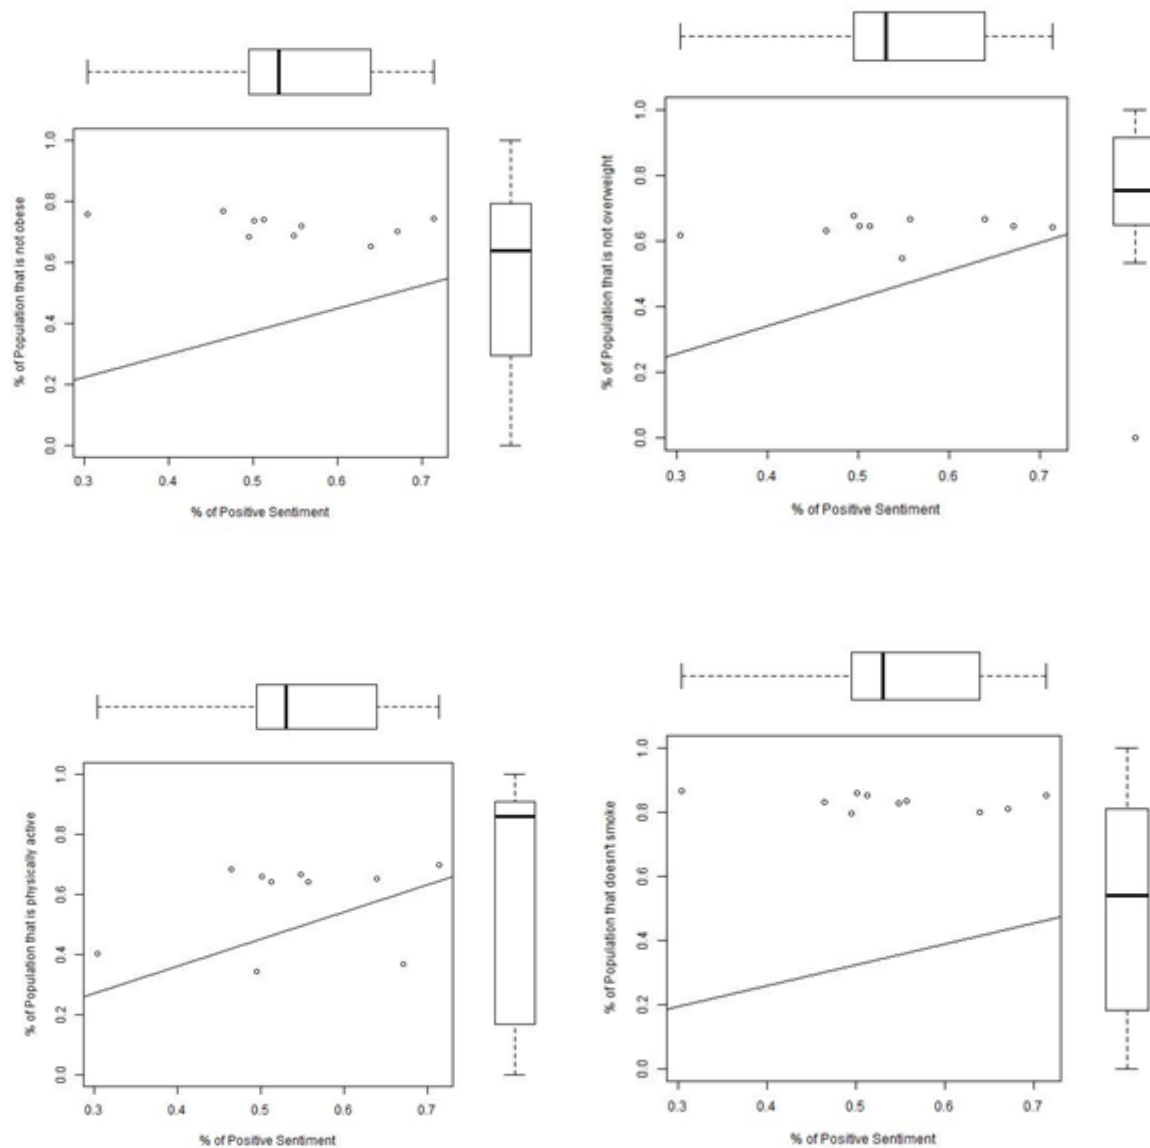 % of Population that is not obese
1.0
0.8
0.6
0.4
0.2
0.0
0.3 0.4 0.5 0.6 0.7
% of Positive Sentiment
% of Population that is not overweight
1.0
0.8
0.6
0.4
0.2
0.0
0.3 0.4 0.5 0.6 0.7
% of Positive Sentiment
% of Population that is physically active
1.0
0.8
0.6
0.4
0.2
0.0
0.3 0.4 0.5 0.6 0.7
% of Positive Sentiment
% of Population that doesn't smoke
1.0
0.8
0.6
0.4
0.2
0.0
0.3 0.4 0.5 0.6 0.7
% of Positive Sentiment